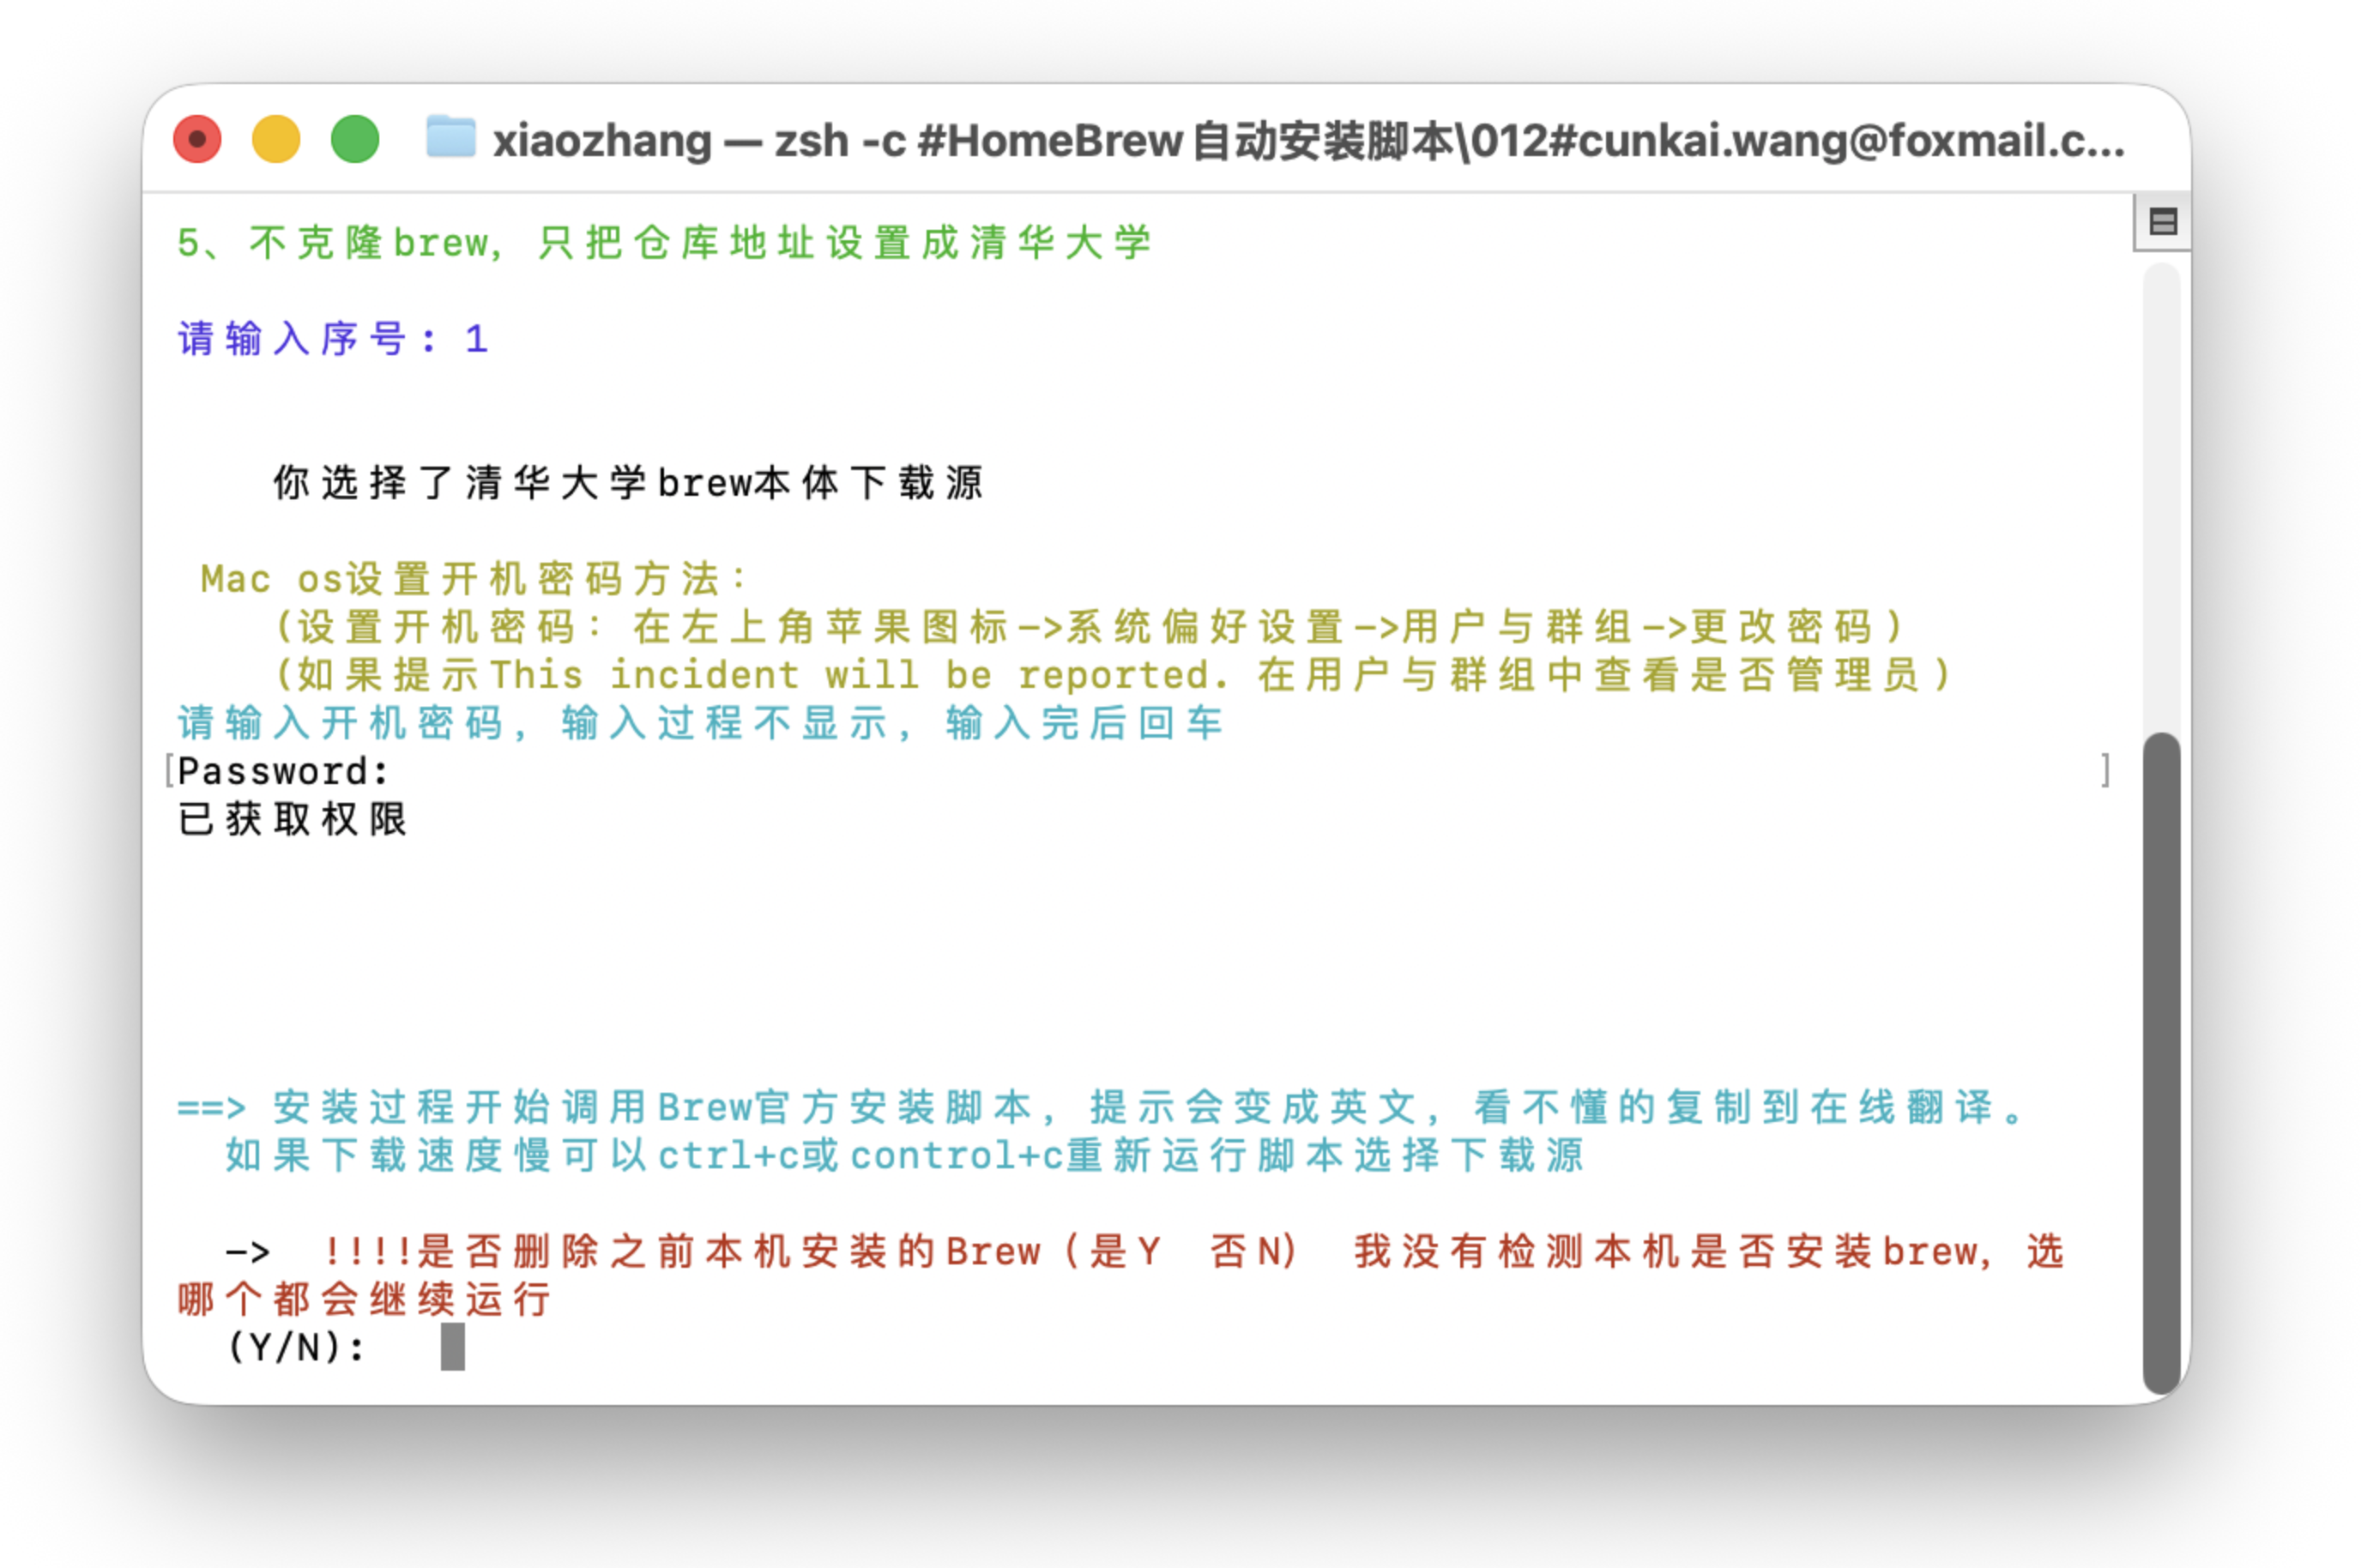 xiaozhang — zsh -c #HomeBrew 自动安装脚本\012#cunkai.wang@foxmail.c...
5、不克隆brew，只把仓库地址设置成清华大学
请输入序号：1
你选择了清华大学brew本体下载源
Mac os设置开机密码方法：
(设置开机密码：在左上角苹果图标->系统偏好设置->用户与群组->更改密码)
(如果提示This incident will be reported. 在用户与群组中查看是否管理员)
请输入开机密码，输入过程不显示，输入完后回车
[Password: ]
已获取权限
==> 安装过程开始调用Brew官方安装脚本，提示会变成英文，看不懂的复制到在线翻译。
如果下载速度慢可以ctrl+c或control+c重新运行脚本选择下载源
-> !!!!是否删除之前本机安装的Brew（是Y 否N） 我没有检测本机是否安装brew，选
哪个都会继续运行
(Y/N):